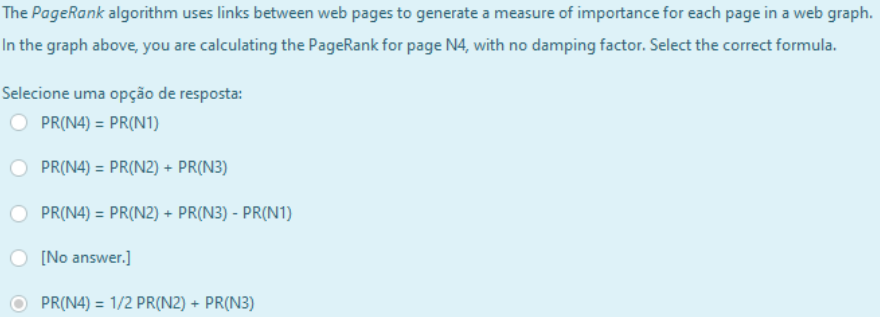 The PageRank algorithm uses links between web pages to generate a measure of importance for each page in a web graph.
In the graph above, you are calculating the PageRank for page N4, with no damping factor. Select the correct formula.
Selecione uma opção de resposta:
PR(N4) = PR(N1)
PR(N4) = PR(N2) + PR(N3)
PR(N4) = PR(N2) + PR(N3) - PR(N1)
[No answer.]
PR(N4) = 1/2 PR(N2) + PR(N3)